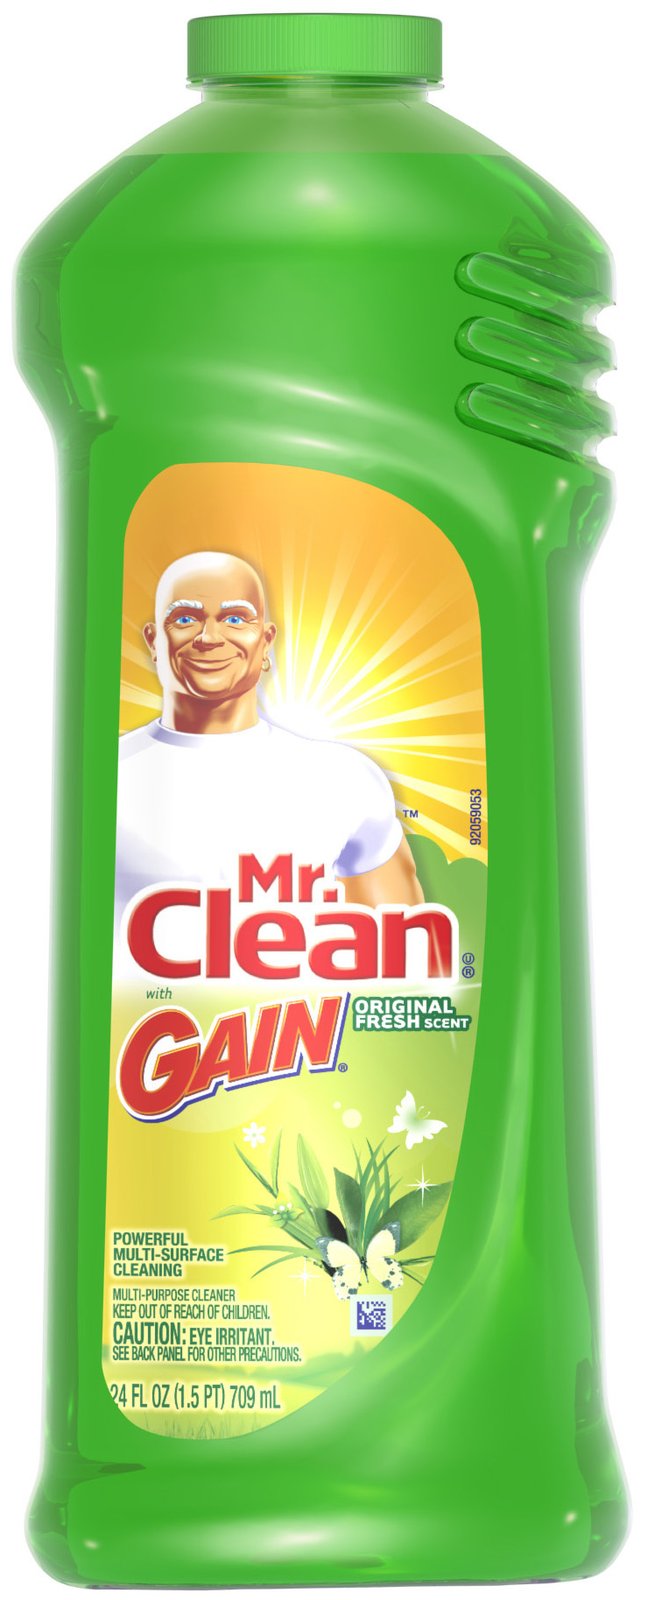 92059053
™
Mr.
Clean
Ⓤ
®
with
GAIN®
ORIGINAL
FRESH SCENT
POWERFUL
MULTI-SURFACE
CLEANING
MULTI-PURPOSE CLEANER
KEEP OUT OF REACH OF CHILDREN.
CAUTION: EYE IRRITANT.
SEE BACK PANEL FOR OTHER PRECAUTIONS.
24 FL OZ (1.5 PT) 709 mL